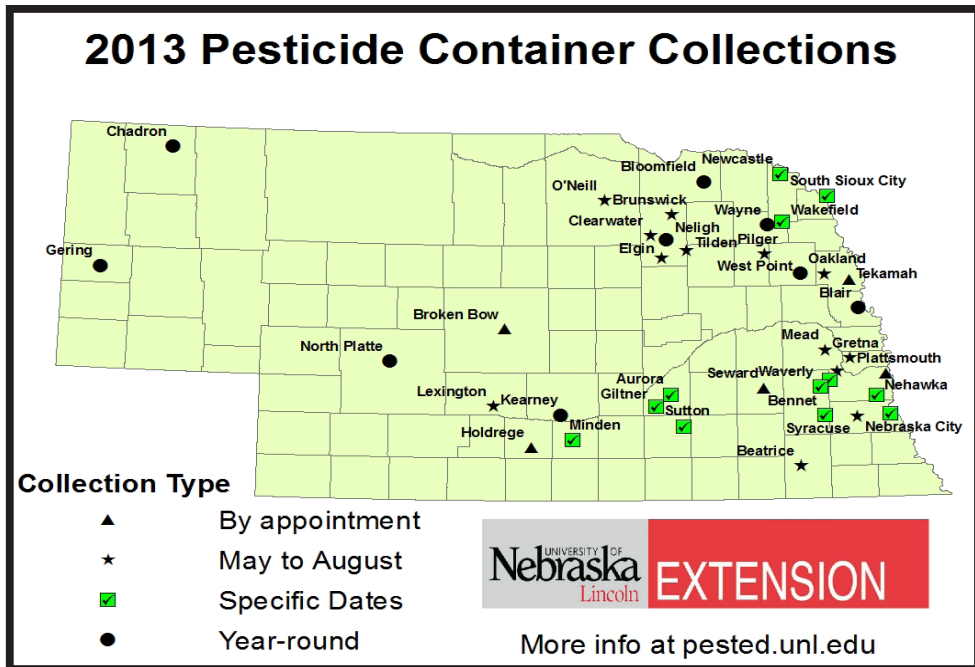 2013 Pesticide Container Collections
Chadron
Newcastle
Bloomfield
South Sioux City
O'Neill
Brunswick
Wayne
Wakefield
Clearwater
Neligh
Elgin
Tilden
Pilger
Gering
West Point
Oakland
Tekamah
Blair
Broken Bow
North Platte
Mead
Gretna
Plattsmouth
Aurora
Seward
Waverly
Nehawka
Lexington
Kearney
Giltner
Sutton
Bennet
Holdrege
Minden
Syracuse
Nebraska City
Beatrice
Collection Type
By appointment
May to August
Specific Dates
Year-round
UNIVERSITY OF
Nebraska
Lincoln
EXTENSION
More info at pested.unl.edu